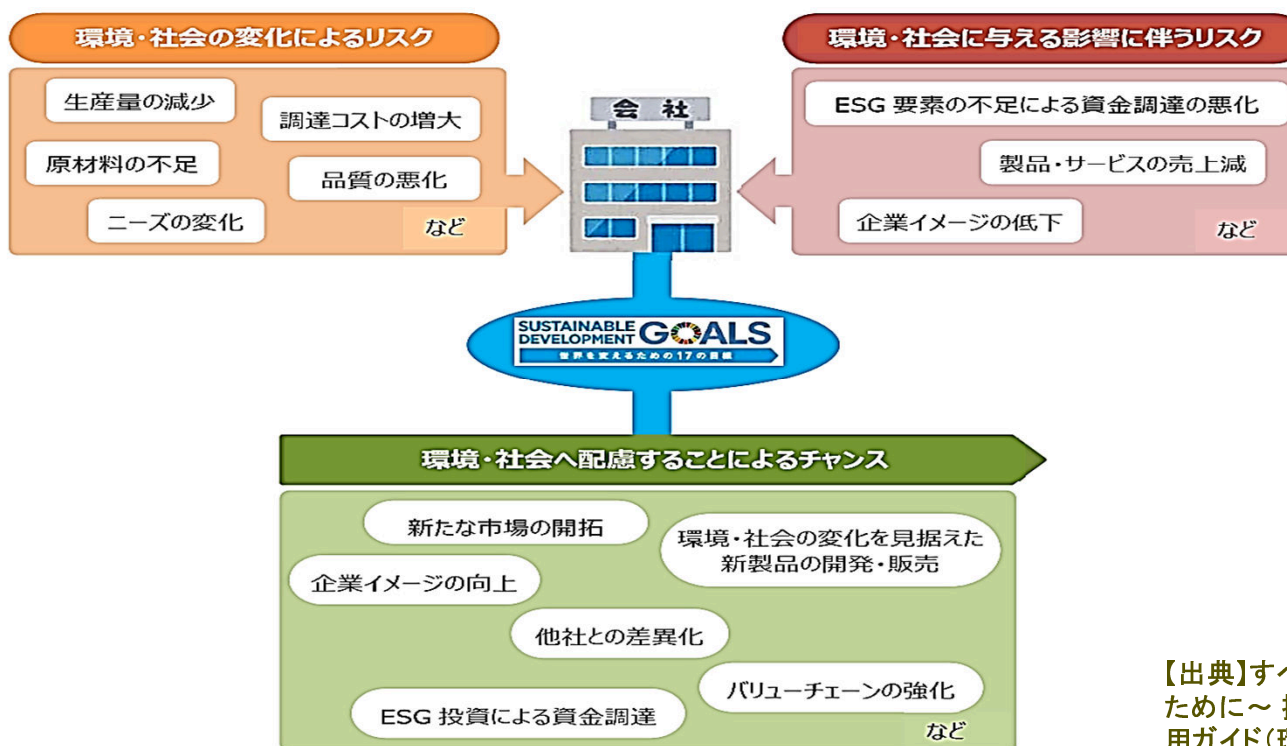 環境・社会の変化によるリスク
生産量の減少
調達コストの増大
原材料の不足
品質の悪化
ニーズの変化
など
会社
環境・社会に与える影響に伴うリスク
ESG 要素の不足による資金調達の悪化
製品・サービスの売上減
企業イメージの低下
など
SUSTAINABLE
DEVELOPMENT GOALS
世界を変えるための17の目標
環境・社会へ配慮することによるチャンス
新たな市場の開拓
環境・社会の変化を見据えた
新製品の開発・販売
企業イメージの向上
他社との差異化
バリューチェーンの強化
ESG 投資による資金調達
など
【出典】すべ
ために～
用ガイド(環